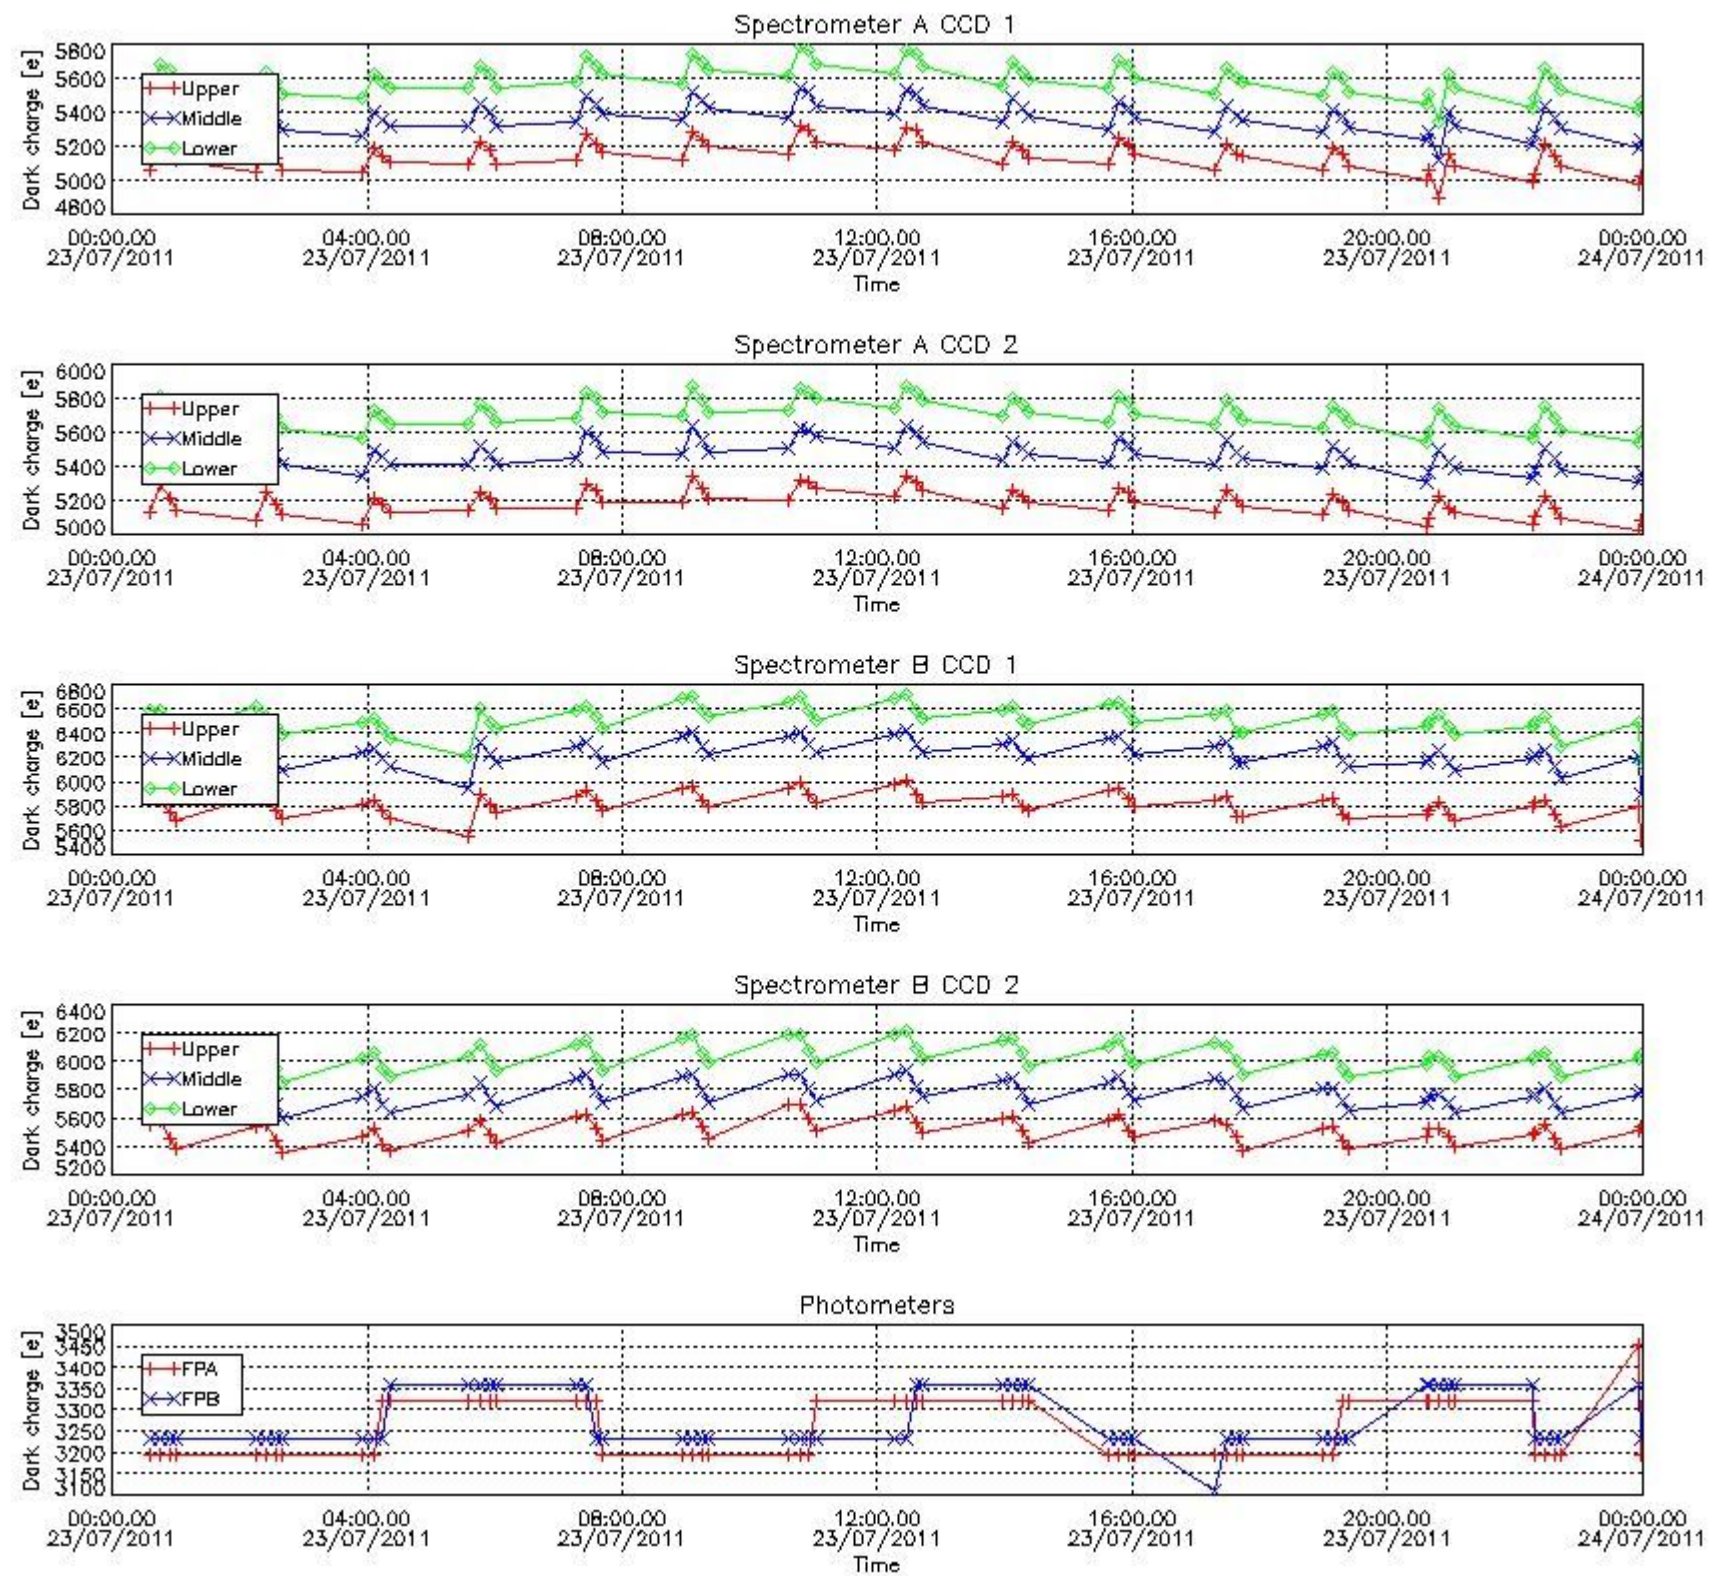 Spectrometer A CCD 1
Dark charge [e]
5800
5600
5400
5200
5000
4800
Upper
Middle
Lower
00:00.00 04:00.00 08:00.00 12:00.00 16:00.00 20:00.00 00:00.00
23/07/2011 23/07/2011 23/07/2011 23/07/2011 23/07/2011 23/07/2011 24/07/2011
Time
Spectrometer A CCD 2
Dark charge [e]
6000
5800
5600
5400
5200
5000
Upper
Middle
Lower
00:00.00 04:00.00 08:00.00 12:00.00 16:00.00 20:00.00 00:00.00
23/07/2011 23/07/2011 23/07/2011 23/07/2011 23/07/2011 23/07/2011 24/07/2011
Time
Spectrometer B CCD 1
Dark charge [e]
6800
6600
6400
6200
6000
5800
5600
5400
Upper
Middle
Lower
00:00.00 04:00.00 08:00.00 12:00.00 16:00.00 20:00.00 00:00.00
23/07/2011 23/07/2011 23/07/2011 23/07/2011 23/07/2011 23/07/2011 24/07/2011
Time
Spectrometer B CCD 2
Dark charge [e]
6400
6200
6000
5800
5600
5400
5200
Upper
Middle
Lower
00:00.00 04:00.00 08:00.00 12:00.00 16:00.00 20:00.00 00:00.00
23/07/2011 23/07/2011 23/07/2011 23/07/2011 23/07/2011 23/07/2011 24/07/2011
Time
Photometers
Dark charge [e]
3500
3450
3400
3350
3300
3250
3200
3150
3100
FPA
FPB
00:00.00 04:00.00 08:00.00 12:00.00 16:00.00 20:00.00 00:00.00
23/07/2011 23/07/2011 23/07/2011 23/07/2011 23/07/2011 23/07/2011 24/07/2011
Time